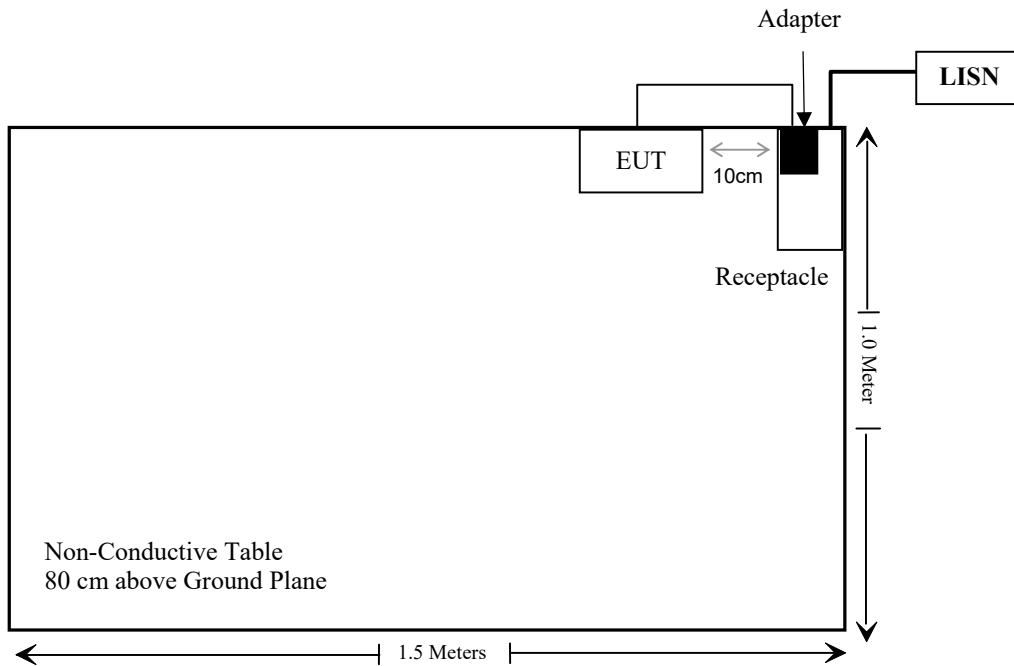 Adapter
LISN
EUT
10cm
Receptacle
1.0 Meter
Non-Conductive Table
80 cm above Ground Plane
1.5 Meters